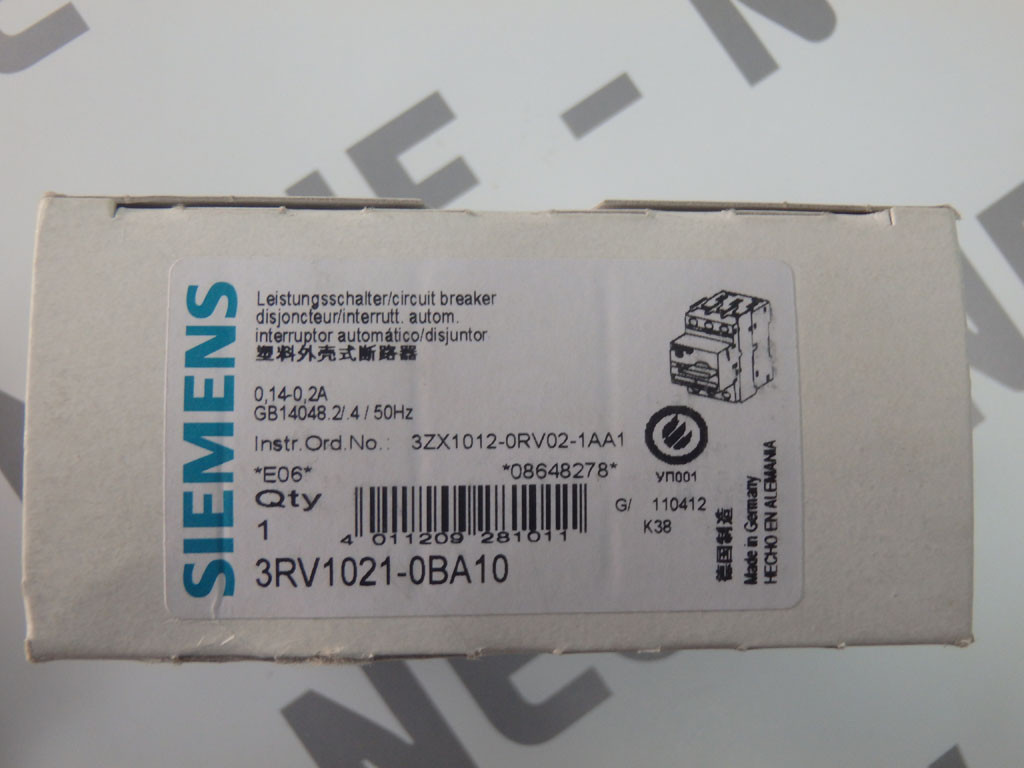 SIEMENS
Leistungsschalter/circuit breaker
disjoncteur/interrutt. autom.
interruptor automático/disjuntor
塑料外壳式断路器
0,14-0,2A
GB14048.2/.4 / 50Hz
Instr.Ord.No.: 3ZX1012-0RV02-1AA1
*E06* *08648278*
Qty
1
4 011209 281011
3RV1021-0BA10
УП001
G/ 110412
K38
德国制造
Made in Germany
HECHO EN ALEMANIA